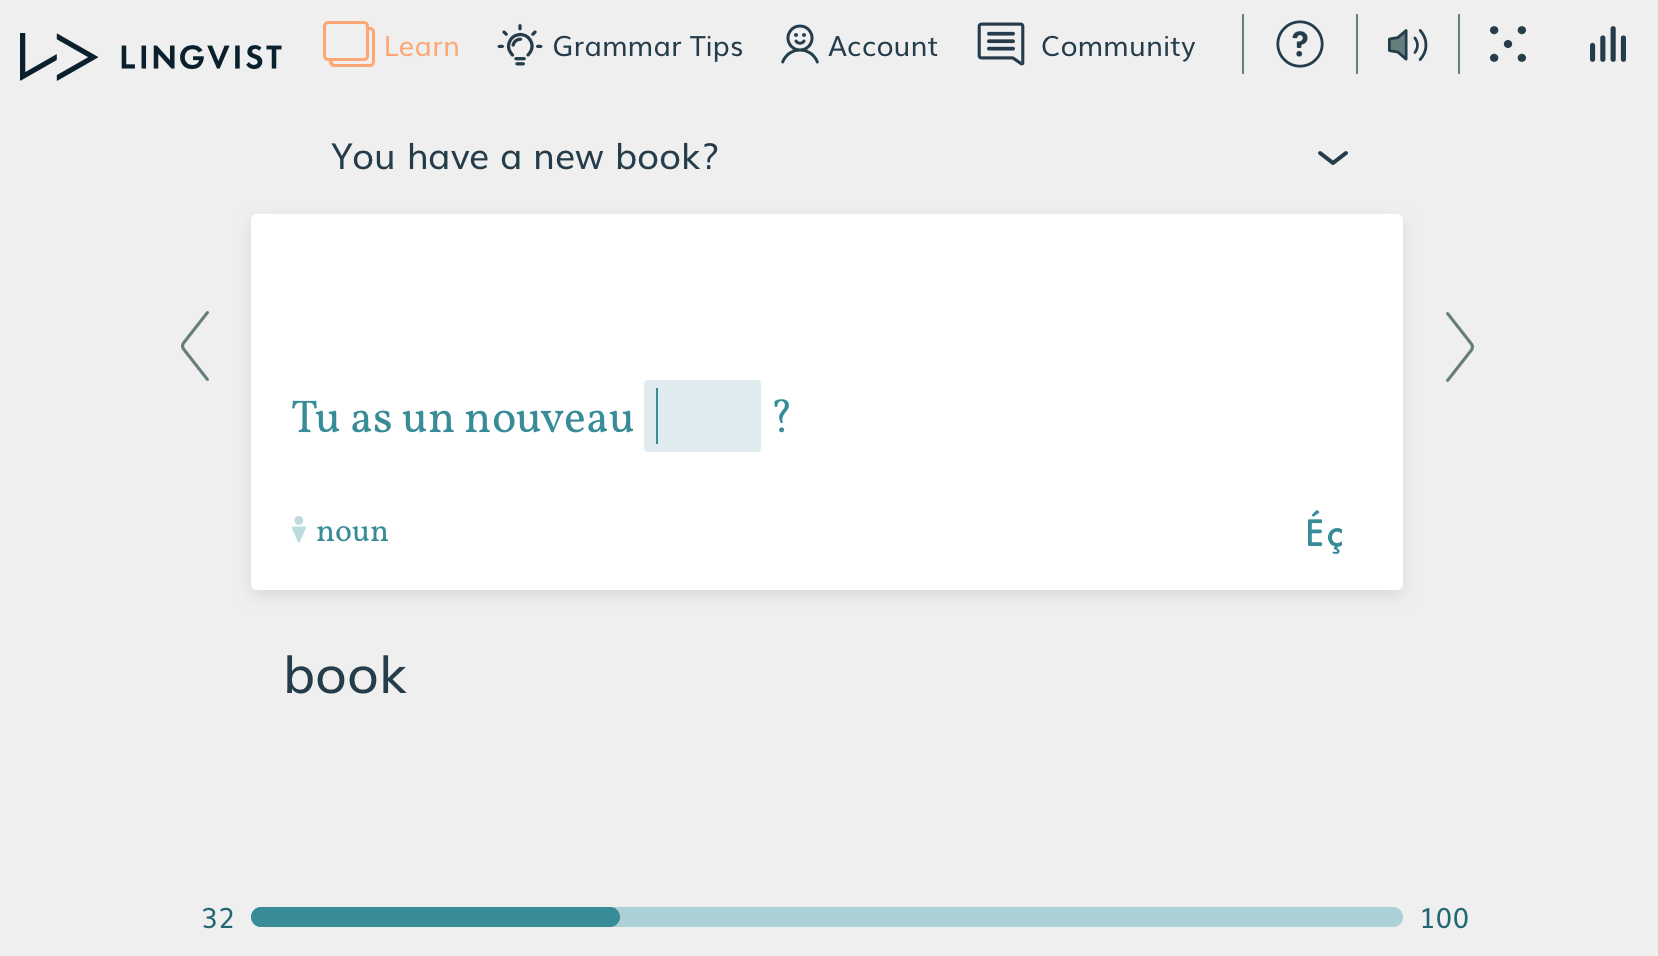 LINGVIST Learn Grammar Tips Account Community ?
You have a new book?
Tu as un nouveau ?
noun Éç
book
32 100